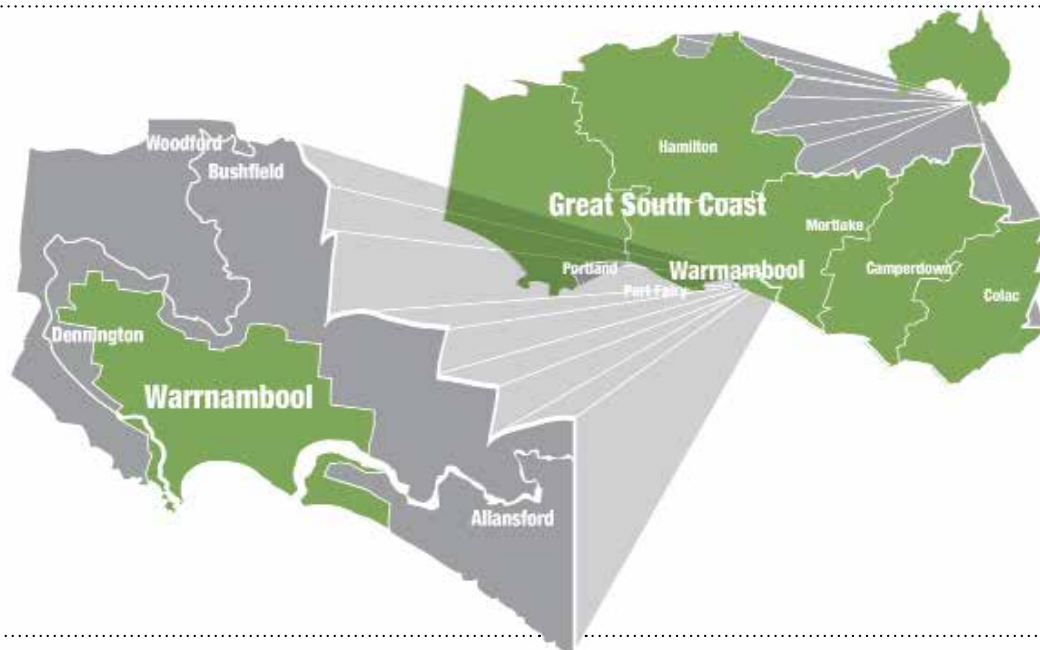 Woodford
Bushfield
Dennington
Warrnambool
Allansford
Hamilton
Great South Coast
Mortlake
Portland
Warrnambool
Camperdown
Port Fairy
Colac